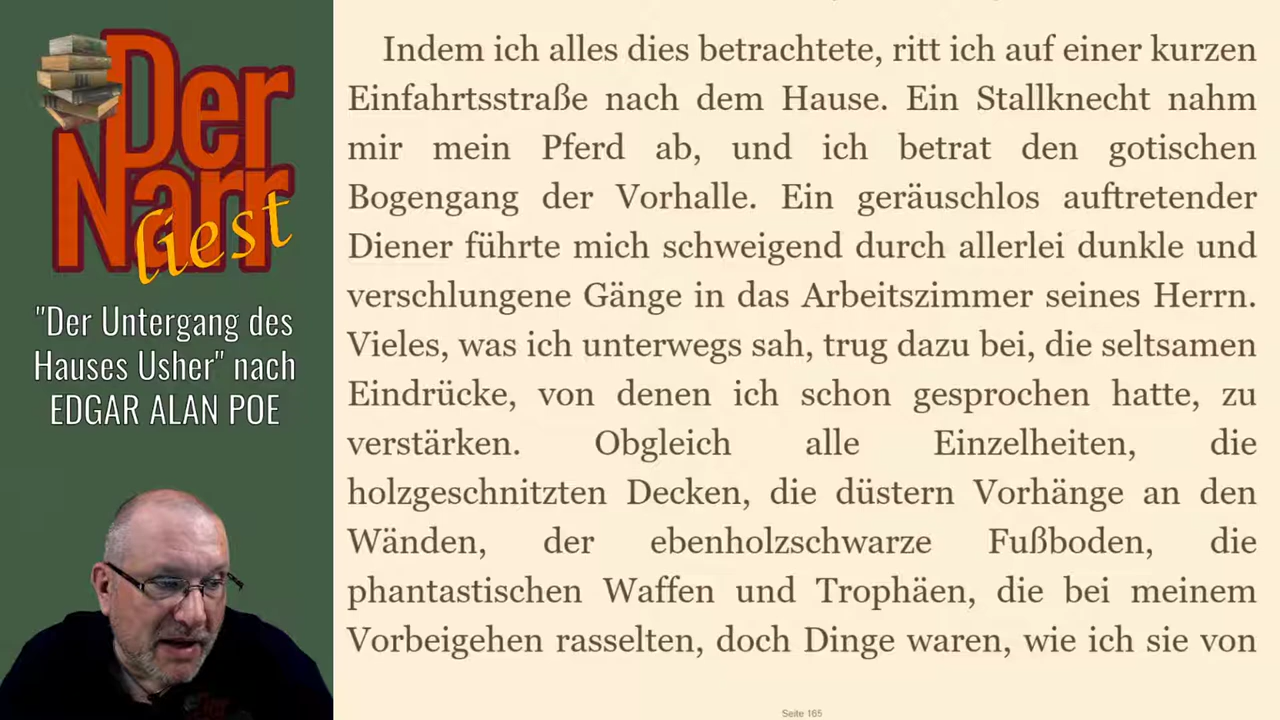 Der
Narr
liest
"Der Untergang des
Hauses Usher" nach
EDGAR ALAN POE
Indem ich alles dies betrachtete, ritt ich auf einer kurzen
Einfahrtsstraße nach dem Hause. Ein Stallknecht nahm
mir mein Pferd ab, und ich betrat den gotischen
Bogengang der Vorhalle. Ein geräuschlos auftretender
Diener führte mich schweigend durch allerlei dunkle und
verschlungene Gänge in das Arbeitszimmer seines Herrn.
Vieles, was ich unterwegs sah, trug dazu bei, die seltsamen
Eindrücke, von denen ich schon gesprochen hatte, zu
verstärken. Obgleich alle Einzelheiten, die
holzgeschnitzten Decken, die düstern Vorhänge an den
Wänden, der ebenholzschwarze Fußboden, die
phantastischen Waffen und Trophäen, die bei meinem
Vorbeigehen rasselten, doch Dinge waren, wie ich sie von
Seite 165